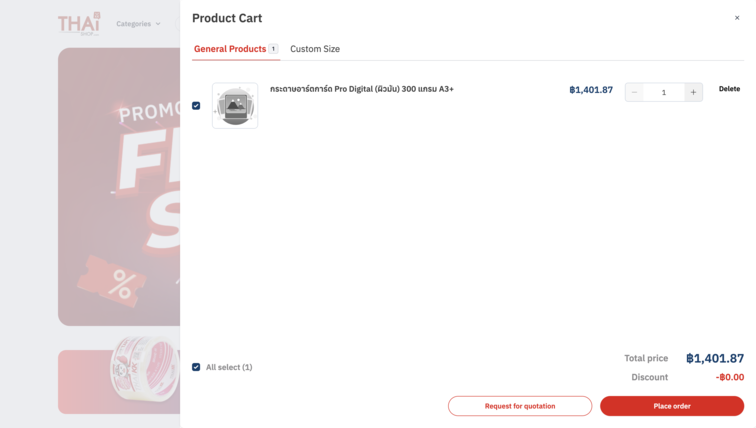 Product Cart
×
THAI
SHOP
Categories
General Products 1
Custom Size
กระดาษอาร์ตการ์ด Pro Digital (ผิวมัน) 300 แกรม A3+
฿1,401.87
− 1 +
Delete
PROMO
%
All select (1)
Total price ฿1,401.87
Discount -฿0.00
Request for quotation
Place order